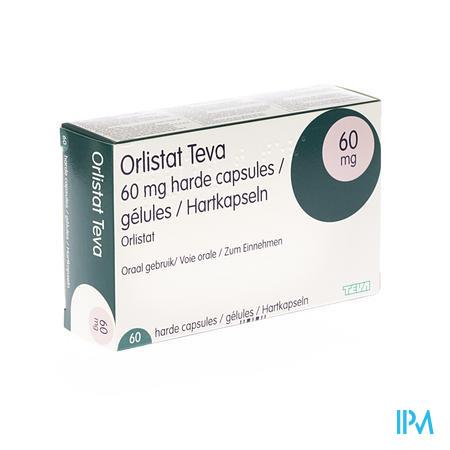 Orlistat Teva
60 mg harde capsules /
gélules / Hartkapseln
Orlistat
Oraal gebruik/ Voie orale / Zum Einnehmen
60 mg
TEVA
60 harde capsules / gélules / Hartkapseln
Orlistat Teva
60 harde capsules / gélules / Hartkapseln
60 mg
IPM